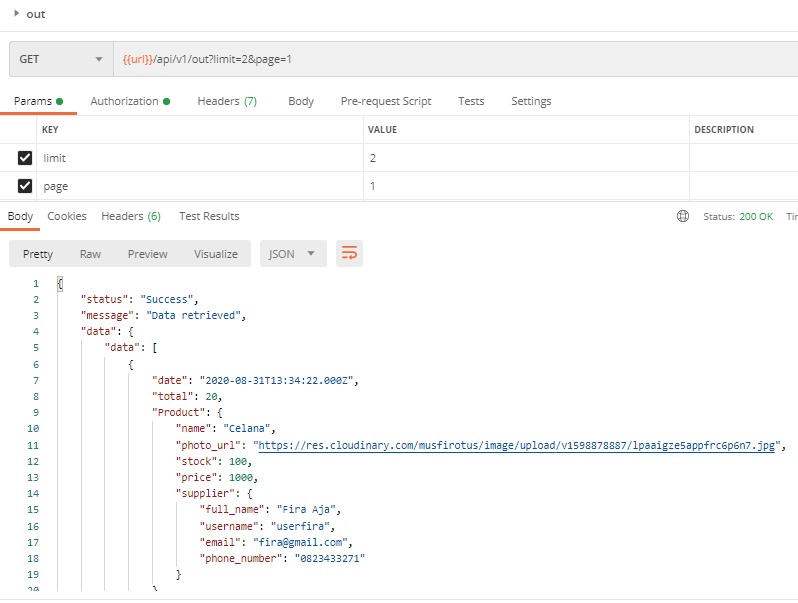 out
GET {{url}}/api/v1/out?limit=2&page=1
Params Authorization Headers (7) Body Pre-request Script Tests Settings
KEY VALUE DESCRIPTION
limit 2
page 1
Body Cookies Headers (6) Test Results Status: 200 OK
Pretty Raw Preview Visualize JSON
1 {
2 "status": "Success",
3 "message": "Data retrieved",
4 "data": {
5 "data": [
6 {
7 "date": "2020-08-31T13:34:22.000Z",
8 "total": 20,
9 "Product": {
10 "name": "Celana",
11 "photo_url": "https://res.cloudinary.com/musfirotus/image/upload/v1598878887/lpaaigze5appfrc6p6n7.jpg",
12 "stock": 100,
13 "price": 1000,
14 "supplier": {
15 "full_name": "Fira Aja",
16 "username": "userfira",
17 "email": "fira@gmail.com",
18 "phone_number": "0823433271"
19 }
20 }